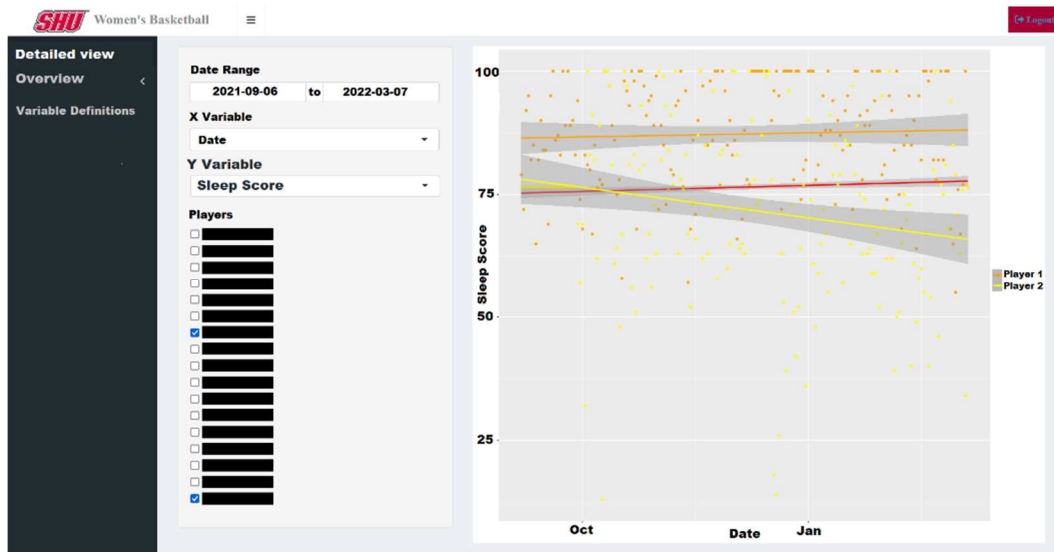 SHU Women's Basketball
Logout
Detailed view
Overview
Variable Definitions
Date Range
2021-09-06 to 2022-03-07
X Variable
Date
Y Variable
Sleep Score
Players
100
75
50
25
Sleep Score
Oct
Jan
Date
Player 1
Player 2